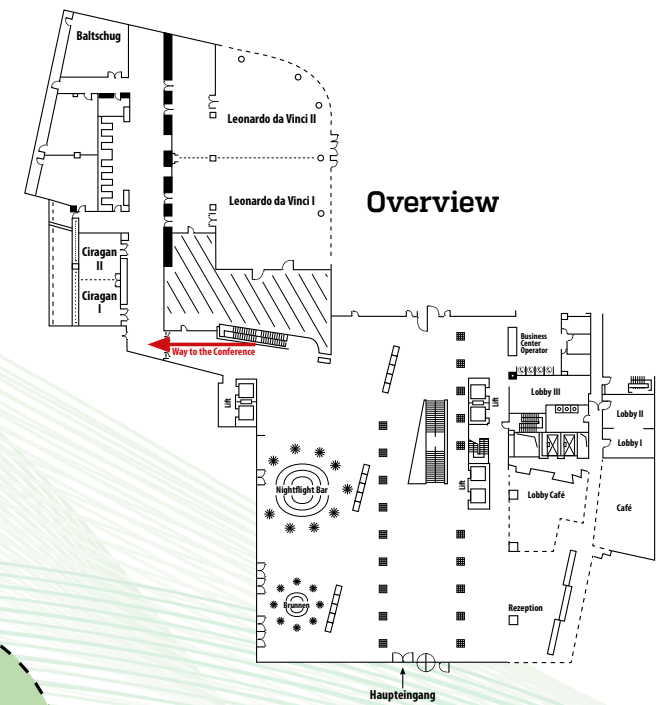 Baltschug
Leonardo da Vinci II
Leonardo da Vinci I
Overview
Ciragan
II
Ciragan
I
Way to the Conference
Business
Center
Operator
Lift
Lift
Lobby III
Lobby II
Lobby I
Nightflight Bar
Lift
Lobby Café
Café
Brunnen
Rezeption
Haupteingang